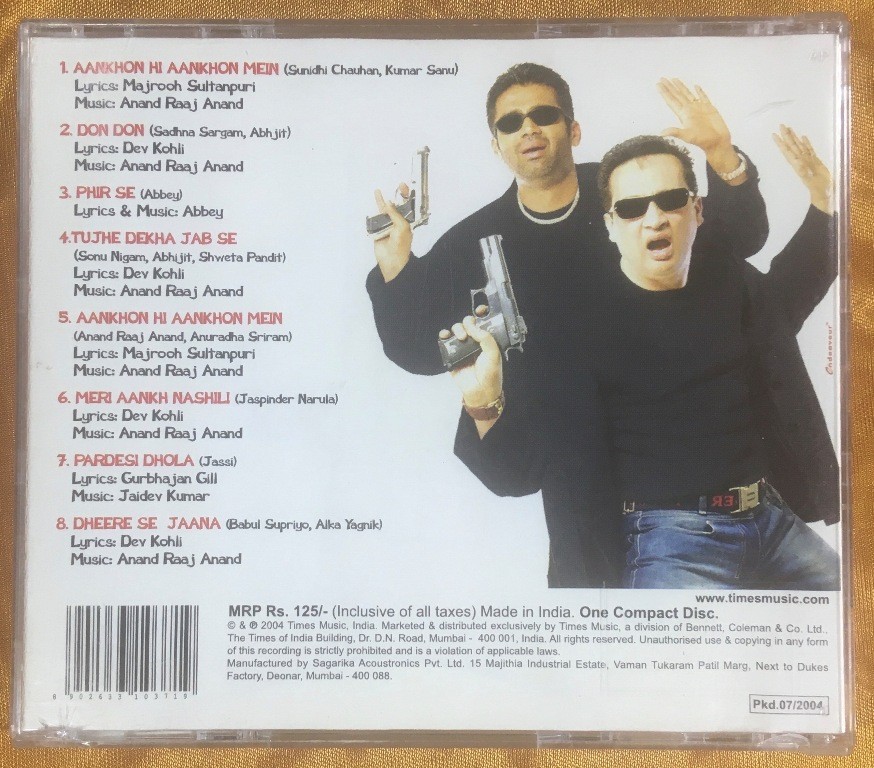 1. AANKHON HI AANKHON MEIN (Sunidhi Chauhan, Kumar Sanu)
Lyrics: Majrooh Sultanpuri
Music: Anand Raaj Anand
2. DON DON (Sadhna Sargam, Abhjit)
Lyrics: Dev Kohli
Music: Anand Raaj Anand
3. PHIR SE (Abbey)
Lyrics & Music: Abbey
4.TUJHE DEKHA JAB SE
(Sonu Nigam, Abhijit, Shweta Pandit)
Lyrics: Dev Kohli
Music: Anand Raaj Anand
5. AANKHON HI AANKHON MEIN
(Anand Raaj Anand, Anuradha Sriram)
Lyrics: Majrooh Sultanpuri
Music: Anand Raaj Anand
6. MERI AANKH NASHILI (Jaspinder Narula)
Lyrics: Dev Kohli
Music: Anand Raaj Anand
7. PARDESI DHOLA (Jassi)
Lyrics: Gurbhajan Gill
Music: Jaidev Kumar
8. DHEERE SE JAANA (Babul Supriyo, Alka Yagnik)
Lyrics: Dev Kohli
Music: Anand Raaj Anand
Endeavour
www.timesmusic.com
MRP Rs. 125/- (Inclusive of all taxes) Made in India. One Compact Disc.
© & ℗ 2004 Times Music, India. Marketed & distributed exclusively by Times Music, a division of Bennett, Coleman & Co. Ltd.,
The Times of India Building, Dr. D.N. Road, Mumbai - 400 001, India. All rights reserved. Unauthorised use & copying in any form
of this recording is strictly prohibited and is a violation of applicable laws.
Manufactured by Sagarika Acoustronics Pvt. Ltd. 15 Majithia Industrial Estate, Vaman Tukaram Patil Marg, Next to Dukes
Factory, Deonar, Mumbai - 400 088.
8 902633 103719
Pkd.07/2004